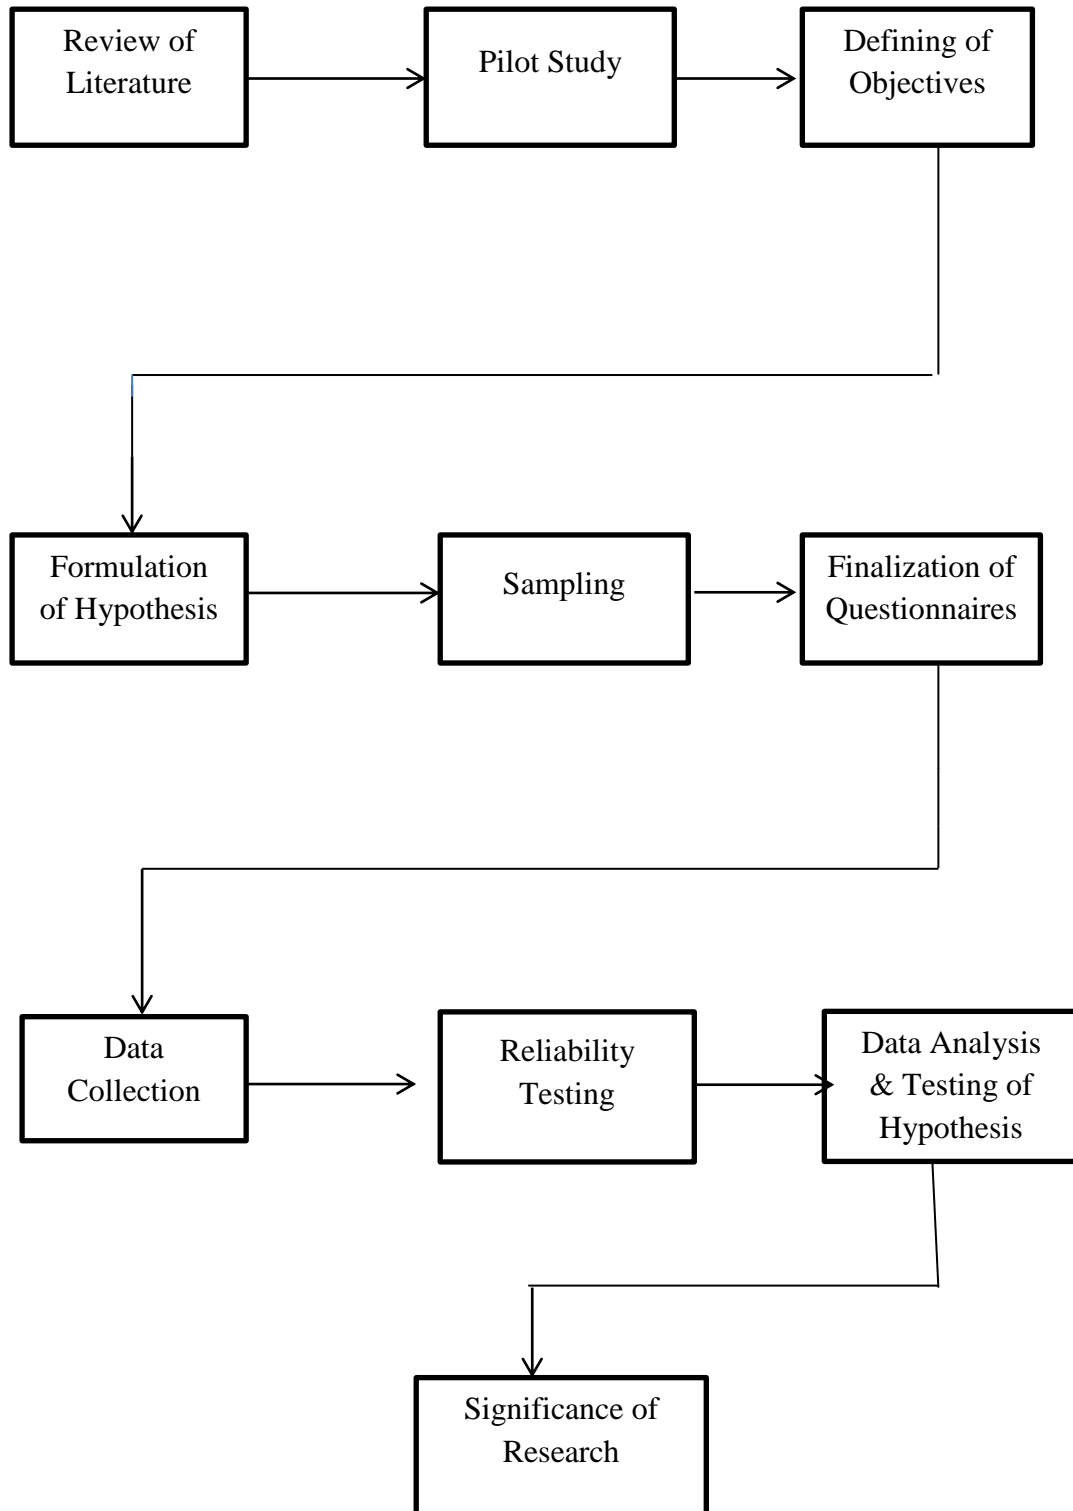 Review of
Literature
Pilot Study
Defining of
Objectives
Formulation
of Hypothesis
Sampling
Finalization of
Questionnaires
Data
Collection
Reliability
Testing
Data Analysis
& Testing of
Hypothesis
Significance of
Research